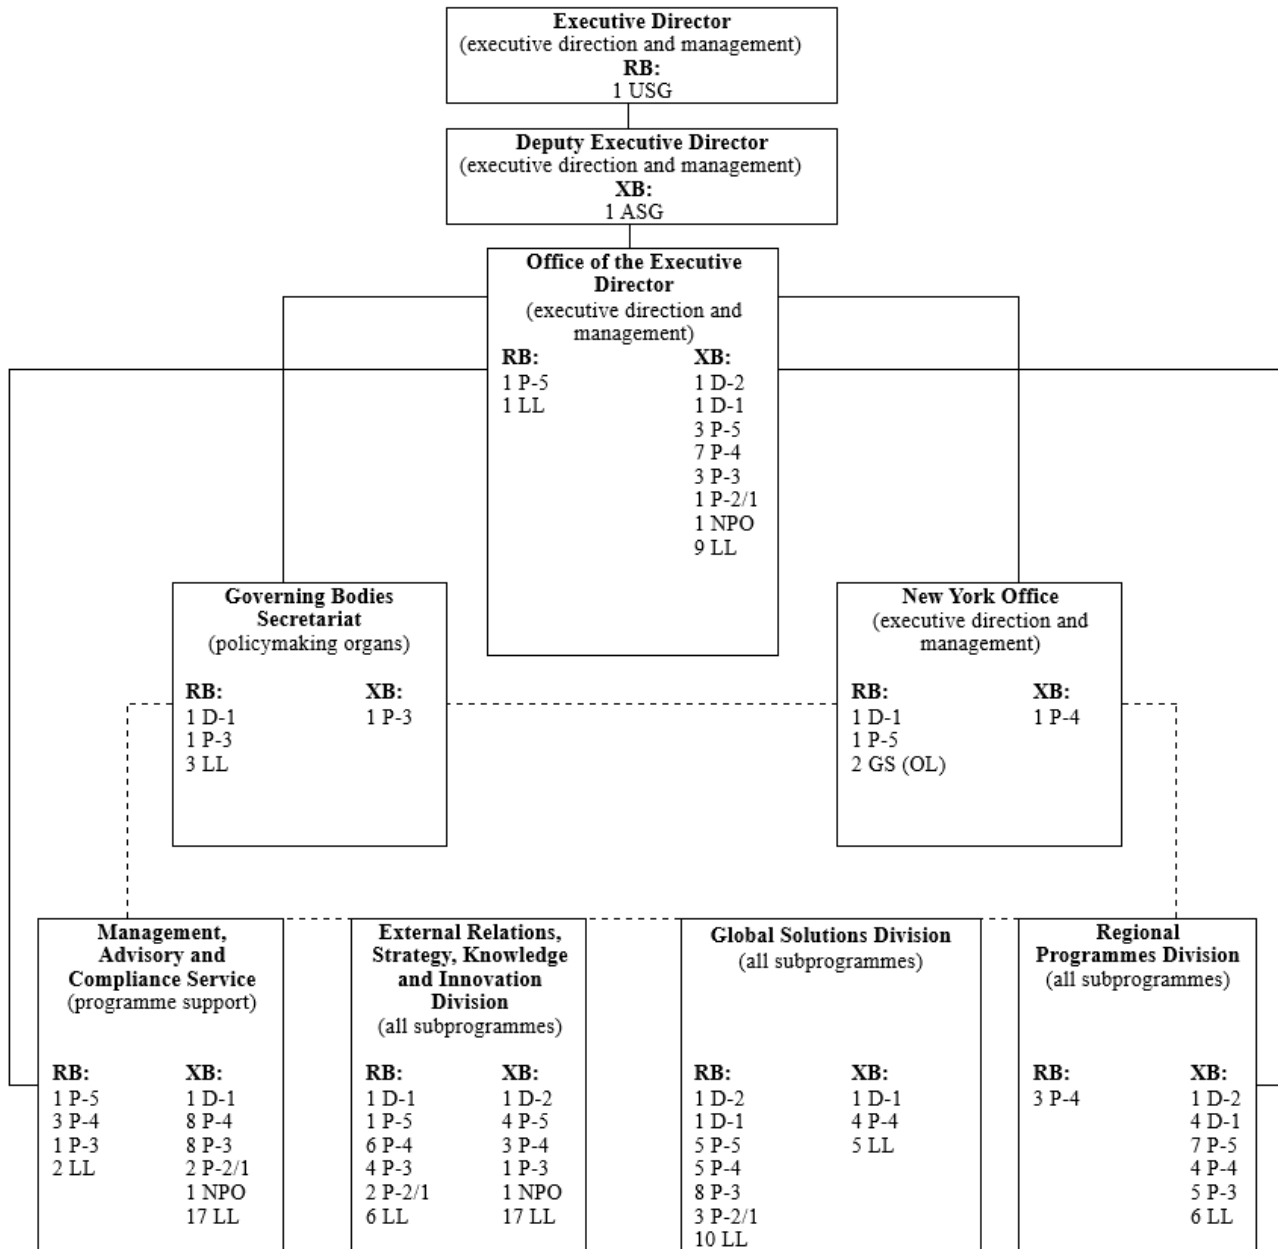 Executive Director
(executive direction and management)
RB:
1 USG
Deputy Executive Director
(executive direction and management)
XB:
1 ASG
Office of the Executive
Director
(executive direction and
management)
RB:
1 P-5
1 LL
XB:
1 D-2
1 D-1
3 P-5
7 P-4
3 P-3
1 P-2/1
1 NPO
9 LL
Governing Bodies
Secretariat
(policymaking organs)
RB:
1 D-1
1 P-3
3 LL
XB:
1 P-3
New York Office
(executive direction and
management)
RB:
1 D-1
1 P-5
2 GS (OL)
XB:
1 P-4
Management,
Advisory and
Compliance Service
(programme support)
RB:
1 P-5
3 P-4
1 P-3
2 LL
XB:
1 D-1
8 P-4
8 P-3
2 P-2/1
1 NPO
17 LL
External Relations,
Strategy, Knowledge
and Innovation
Division
(all subprogrammes)
RB:
1 D-1
1 P-5
6 P-4
4 P-3
2 P-2/1
6 LL
XB:
1 D-2
4 P-5
3 P-4
1 P-3
1 NPO
17 LL
Global Solutions Division
(all subprogrammes)
RB:
1 D-2
1 D-1
5 P-5
5 P-4
8 P-3
3 P-2/1
10 LL
XB:
1 D-1
4 P-4
5 LL
Regional
Programmes Division
(all subprogrammes)
RB:
3 P-4
XB:
1 D-2
4 D-1
7 P-5
4 P-4
5 P-3
6 LL